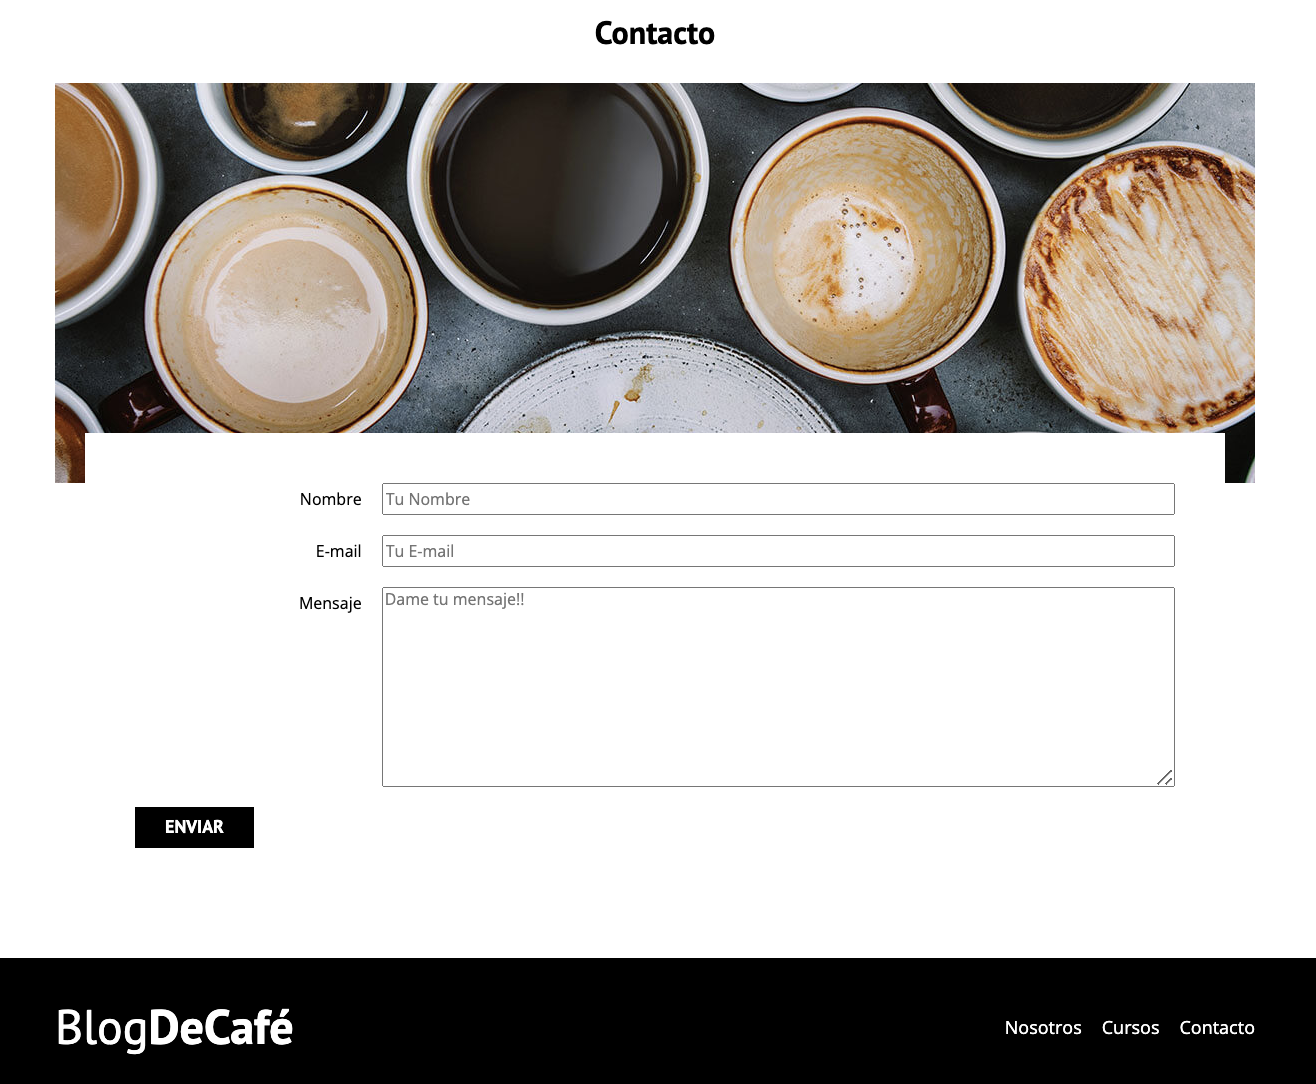 Contacto
Nombre
Tu Nombre
E-mail
Tu E-mail
Mensaje
Dame tu mensaje!!
ENVIAR
BlogDeCafé
Nosotros Cursos Contacto